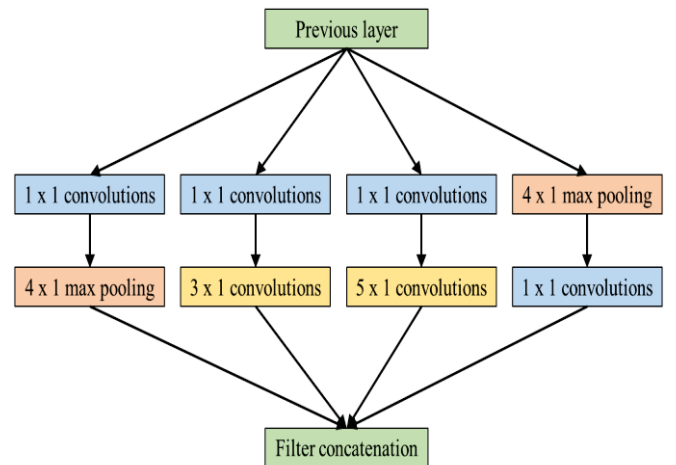 Previous layer
1 x 1 convolutions
1 x 1 convolutions
1 x 1 convolutions
4 x 1 max pooling
4 x 1 max pooling
3 x 1 convolutions
5 x 1 convolutions
1 x 1 convolutions
Filter concatenation